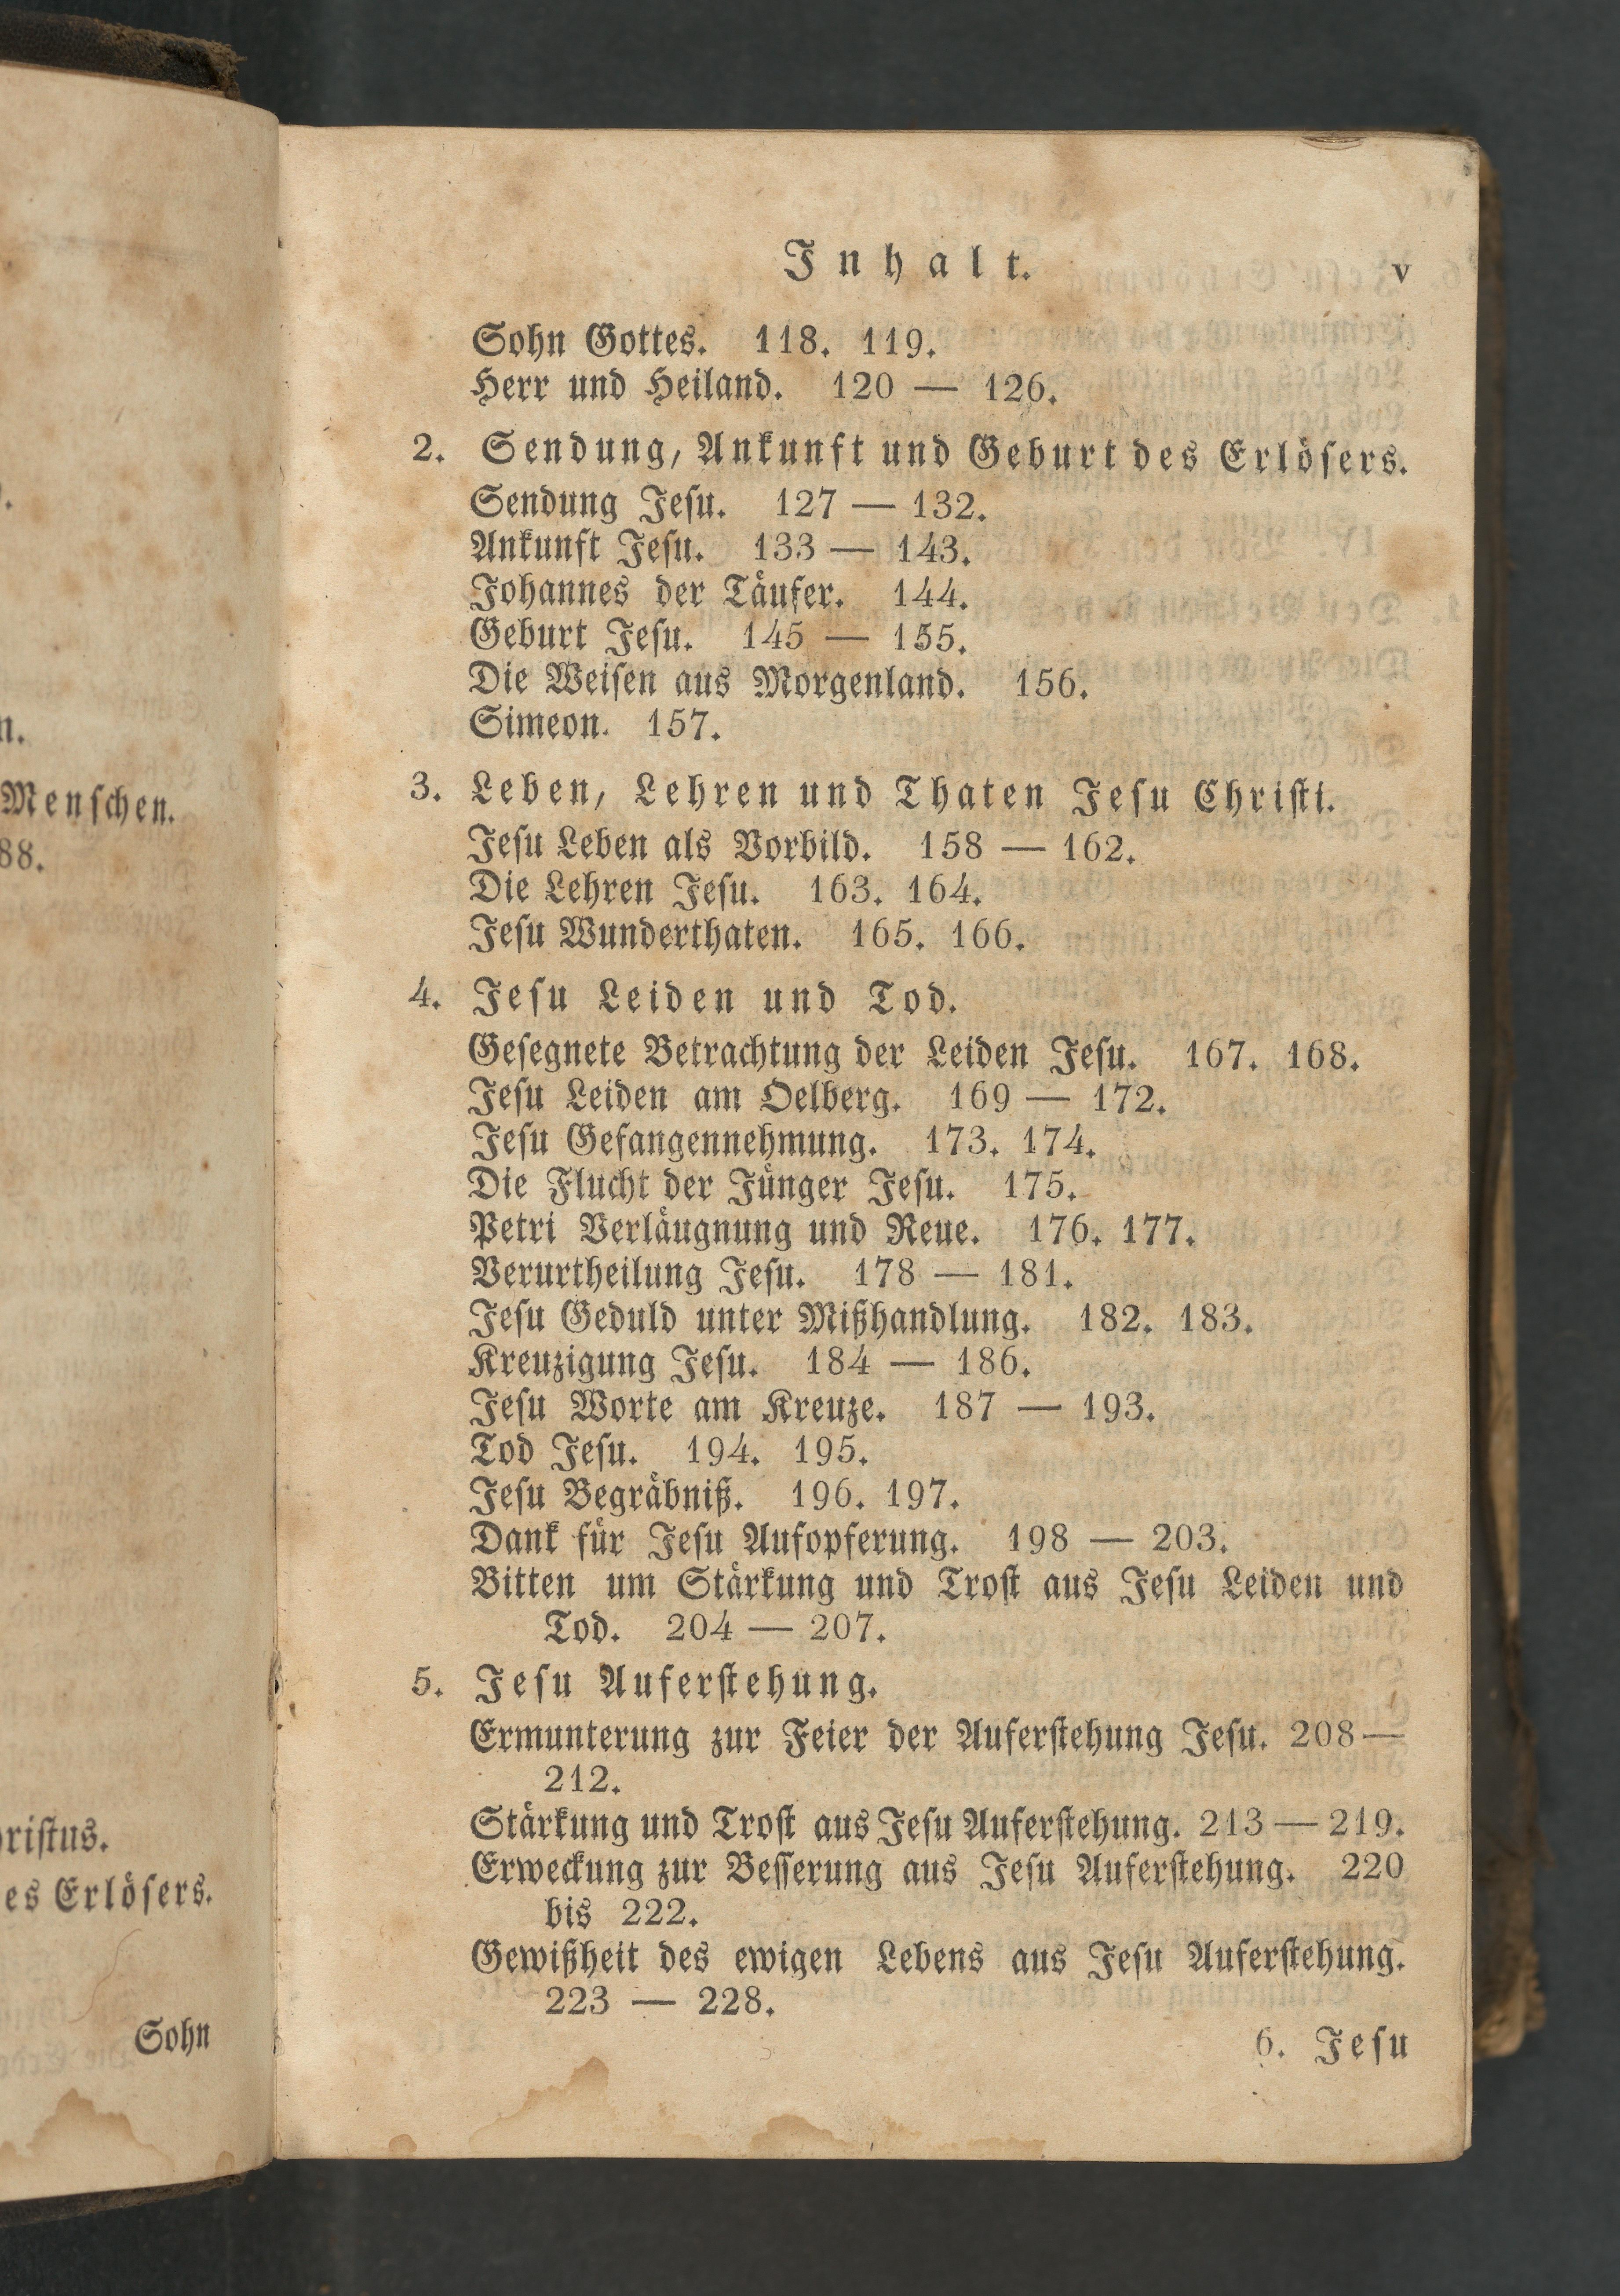 n.
Menschen.
88.
ristus.
es Erlösers.
Sohn
Inhalt. v
Sohn Gottes. 118. 119.
Herr und Heiland. 120 — 126.
2. Sendung, Ankunft und Geburt des Erlösers.
Sendung Jesu. 127 — 132.
Ankunft Jesu. 133 — 143.
Johannes der Täufer. 144.
Geburt Jesu. 145 — 155.
Die Weisen aus Morgenland. 156.
Simeon. 157.
3. Leben, Lehren und Thaten Jesu Christi.
Jesu Leben als Vorbild. 158 — 162.
Die Lehren Jesu. 163. 164.
Jesu Wunderthaten. 165. 166.
4. Jesu Leiden und Tod.
Gesegnete Betrachtung der Leiden Jesu. 167. 168.
Jesu Leiden am Oelberg. 169 — 172.
Jesu Gefangennehmung. 173. 174.
Die Flucht der Jünger Jesu. 175.
Petri Verläugnung und Reue. 176. 177.
Verurtheilung Jesu. 178 — 181.
Jesu Geduld unter Mißhandlung. 182. 183.
Kreuzigung Jesu. 184 — 186.
Jesu Worte am Kreuze. 187 — 193.
Tod Jesu. 194. 195.
Jesu Begräbniß. 196. 197.
Dank für Jesu Aufopferung. 198 — 203.
Bitten um Stärkung und Trost aus Jesu Leiden und
Tod. 204 — 207.
5. Jesu Auferstehung.
Ermunterung zur Feier der Auferstehung Jesu. 208 —
212.
Stärkung und Trost aus Jesu Auferstehung. 213 — 219.
Erweckung zur Besserung aus Jesu Auferstehung. 220
bis 222.
Gewißheit des ewigen Lebens aus Jesu Auferstehung.
223 — 228.
6. Jesu